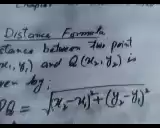 Distance Formula
stance between two point
x₁, y₁) and Q (x₂, y₂) is
ven by:
PQ = √(x₂-x₁)²+(y₂-y₁)²